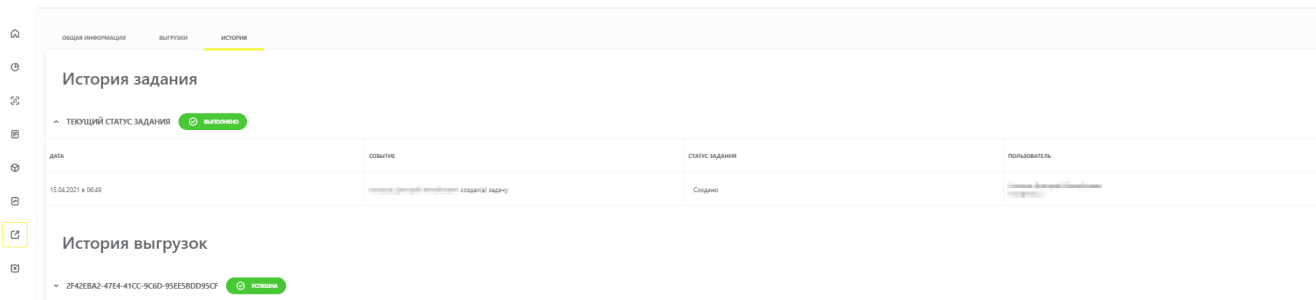 ОБЩАЯ ИНФОРМАЦИЯ ВЫГРУЗКИ ИСТОРИЯ
История задания
ТЕКУЩИЙ СТАТУС ЗАДАНИЯ ВЫПОЛНЕНО
ДАТА СОБЫТИЕ СТАТУС ЗАДАНИЯ ПОЛЬЗОВАТЕЛЬ
15.04.2021 в 06:49 создал(а) задачу Создано
История выгрузок
2F42EBA2-47E4-41CC-9C6D-95EE5BDD95CF УСПЕШНА